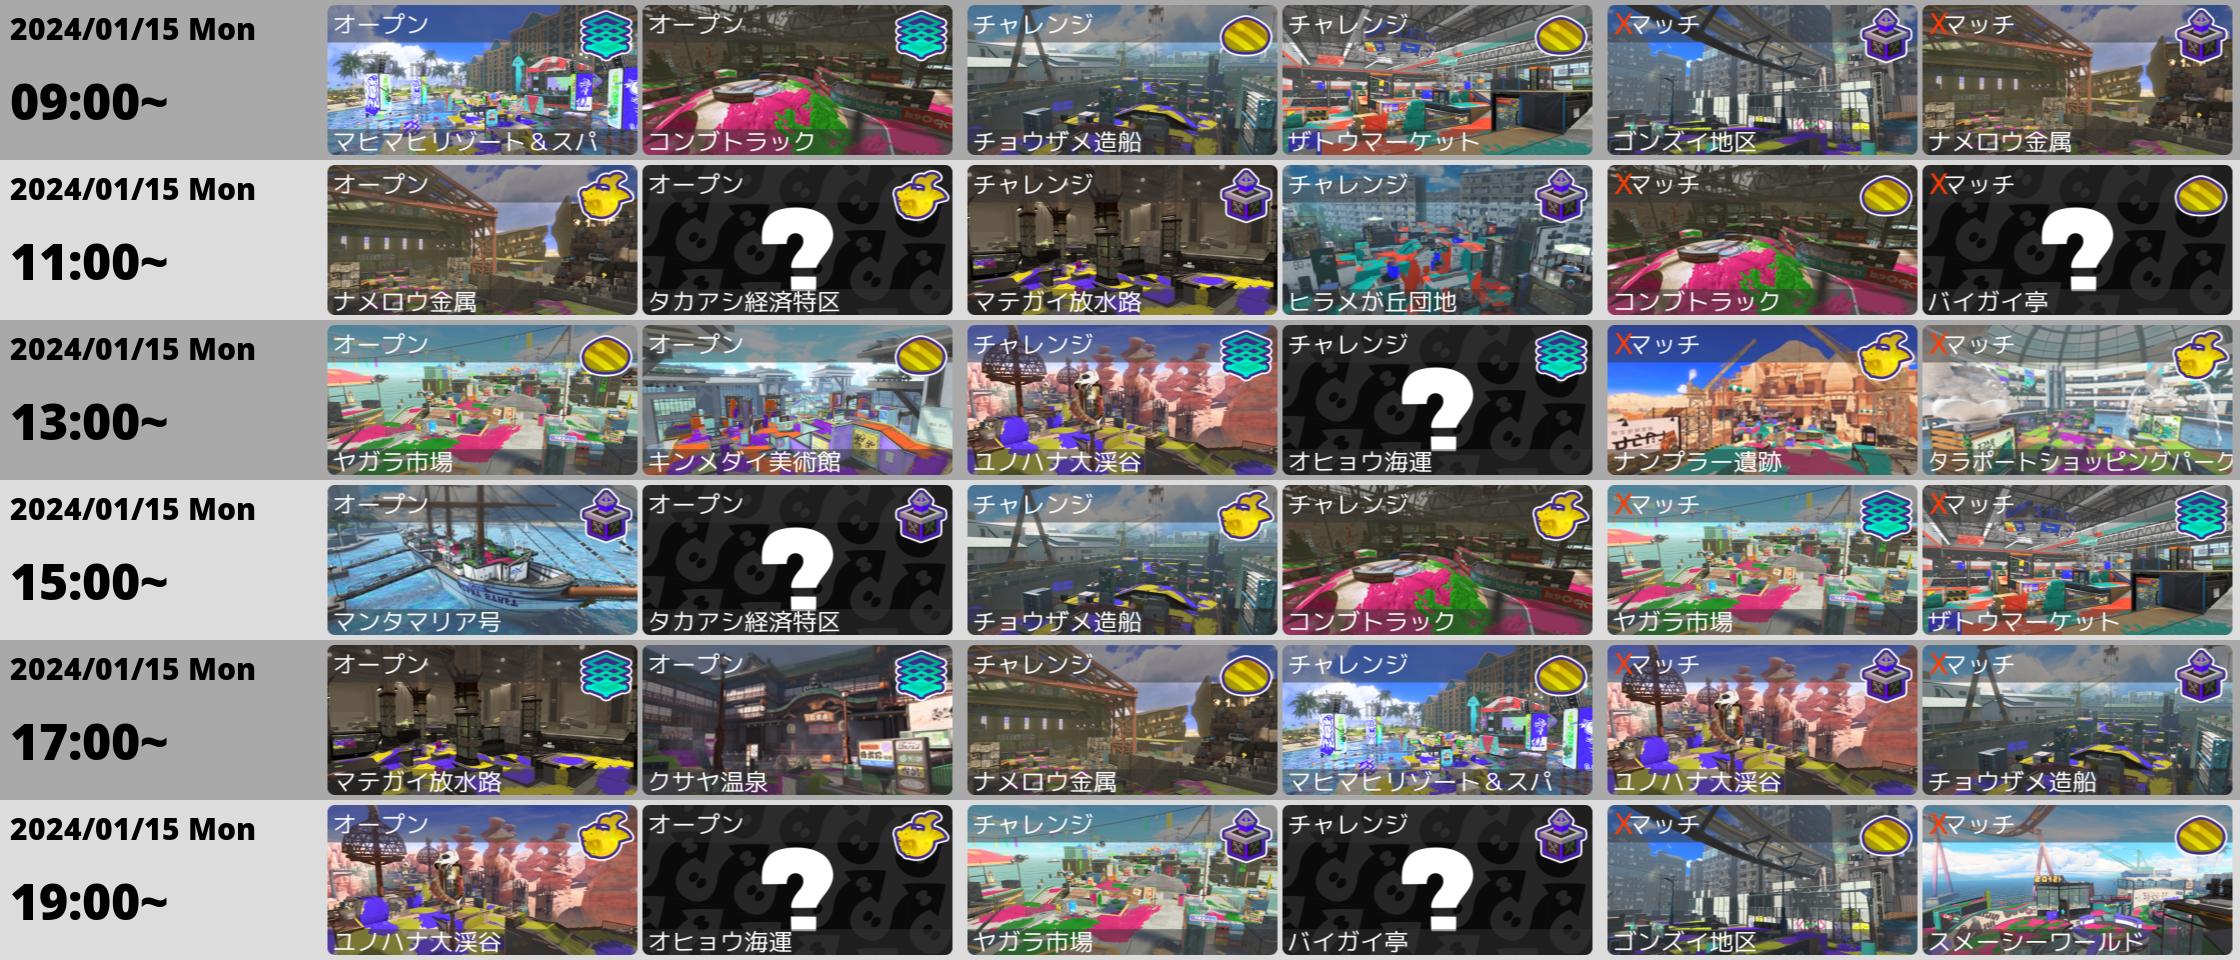 2024/01/15 Mon
09:00~
オープン
マヒマヒリゾート＆スパ
オープン
コンブトラック
チャレンジ
チョウザメ造船
チャレンジ
ザトウマーケット
Xマッチ
ゴンズイ地区
Xマッチ
ナメロウ金属
2024/01/15 Mon
11:00~
オープン
ナメロウ金属
オープン
?
タカアシ経済特区
チャレンジ
マテガイ放水路
チャレンジ
ヒラメが丘団地
Xマッチ
コンブトラック
Xマッチ
?
バイガイ亭
2024/01/15 Mon
13:00~
オープン
ヤガラ市場
オープン
キンメダイ美術館
チャレンジ
ユノハナ大渓谷
チャレンジ
?
オヒョウ海運
Xマッチ
ナンプラー遺跡
Xマッチ
タラポートショッピングパーク
2024/01/15 Mon
15:00~
オープン
マンタマリア号
オープン
?
タカアシ経済特区
チャレンジ
チョウザメ造船
チャレンジ
コンブトラック
Xマッチ
ヤガラ市場
Xマッチ
ザトウマーケット
2024/01/15 Mon
17:00~
オープン
マテガイ放水路
オープン
クサヤ温泉
チャレンジ
ナメロウ金属
チャレンジ
マヒマヒリゾート＆スパ
Xマッチ
ユノハナ大渓谷
Xマッチ
チョウザメ造船
2024/01/15 Mon
19:00~
オープン
ユノハナ大渓谷
オープン
?
オヒョウ海運
チャレンジ
ヤガラ市場
チャレンジ
?
バイガイ亭
Xマッチ
ゴンズイ地区
Xマッチ
スメーシーワールド